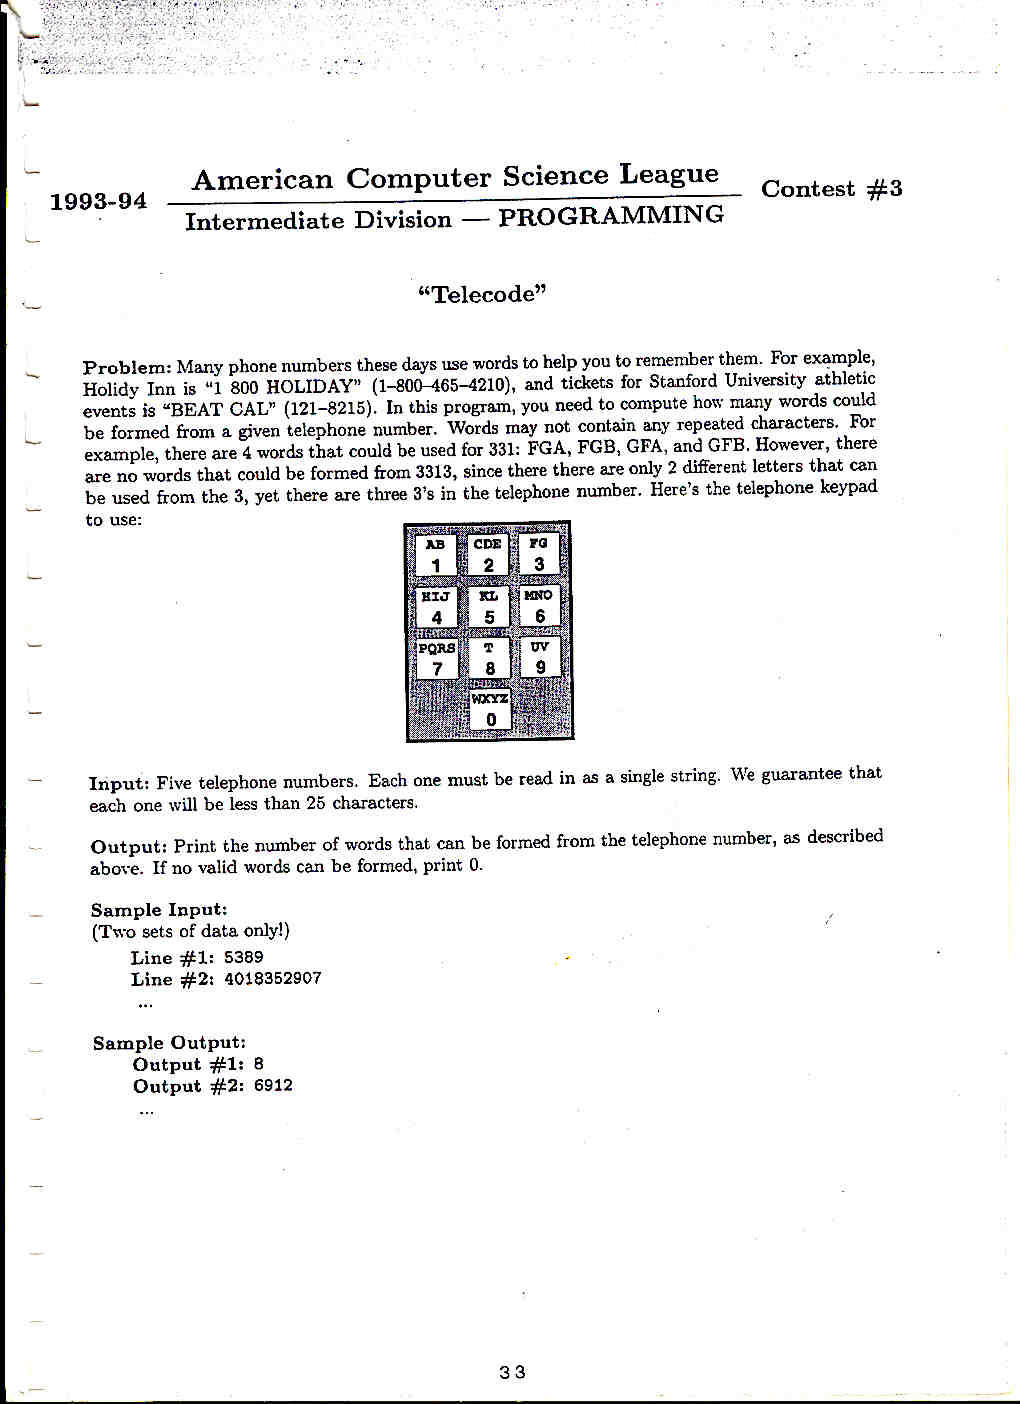 American Computer Science League
1993-94
Contest #3
Intermediate Division — PROGRAMMING
“Telecode”
Problem: Many phone numbers these days use words to help you to remember them. For example,
Holidy Inn is “1 800 HOLIDAY” (1-800-465-4210), and tickets for Stanford University athletic
events is “BEAT CAL” (121-8215). In this program, you need to compute how many words could
be formed from a given telephone number. Words may not contain any repeated characters. For
example, there are 4 words that could be used for 331: FGA, FGB, GFA, and GFB. However, there
are no words that could be formed from 3313, since there there are only 2 different letters that can
be used from the 3, yet there are three 3's in the telephone number. Here's the telephone keypad
to use:
AB CDE FG
1 2 3
HIJ KL MNO
4 5 6
PQRS T UV
7 8 9
WXYZ
0
Input: Five telephone numbers. Each one must be read in as a single string. We guarantee that
each one will be less than 25 characters.
Output: Print the number of words that can be formed from the telephone number, as described
above. If no valid words can be formed, print 0.
Sample Input:
(Two sets of data only!)
Line #1: 5389
Line #2: 4018352907
...
Sample Output:
Output #1: 8
Output #2: 6912
...
33